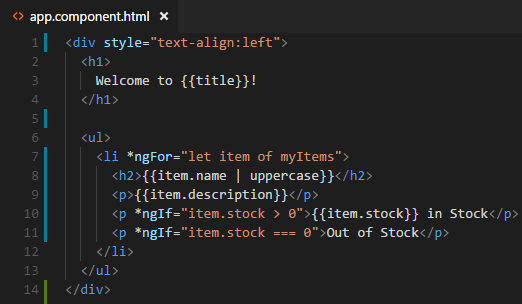 <> app.component.html ×
1 <div style="text-align:left">
2   <h1>
3     Welcome to {{title}}!
4   </h1>
5
6   <ul>
7     <li *ngFor="let item of myItems">
8       <h2>{{item.name | uppercase}}</h2>
9       <p>{{item.description}}</p>
10       <p *ngIf="item.stock > 0">{{item.stock}} in Stock</p>
11       <p *ngIf="item.stock === 0">Out of Stock</p>
12     </li>
13   </ul>
14 </div>